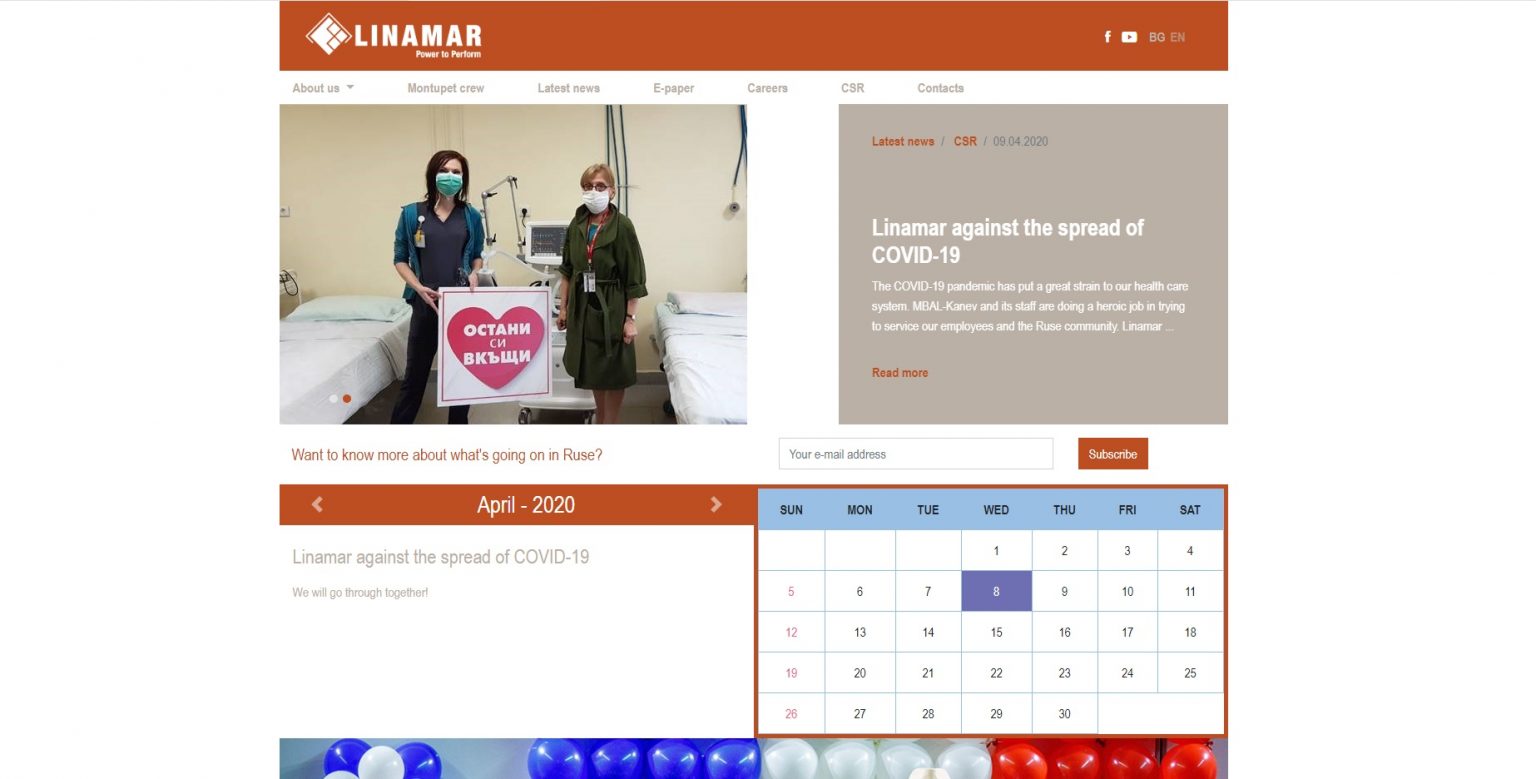 LINAMAR
Power to Perform
BG EN
About us
Montupet crew
Latest news
E-paper
Careers
CSR
Contacts
ОСТАНИ
СИ
ВКЪЩИ
Latest news / CSR / 09.04.2020
Linamar against the spread of
COVID-19
The COVID-19 pandemic has put a great strain to our health care
system. MBAL-Kanev and its staff are doing a heroic job in trying
to service our employees and the Ruse community. Linamar ...
Read more
Want to know more about what's going on in Ruse?
Your e-mail address
Subscribe
April - 2020
Linamar against the spread of COVID-19
We will go through together!
SUN MON TUE WED THU FRI SAT
1 2 3 4
5 6 7 8 9 10 11
12 13 14 15 16 17 18
19 20 21 22 23 24 25
26 27 28 29 30